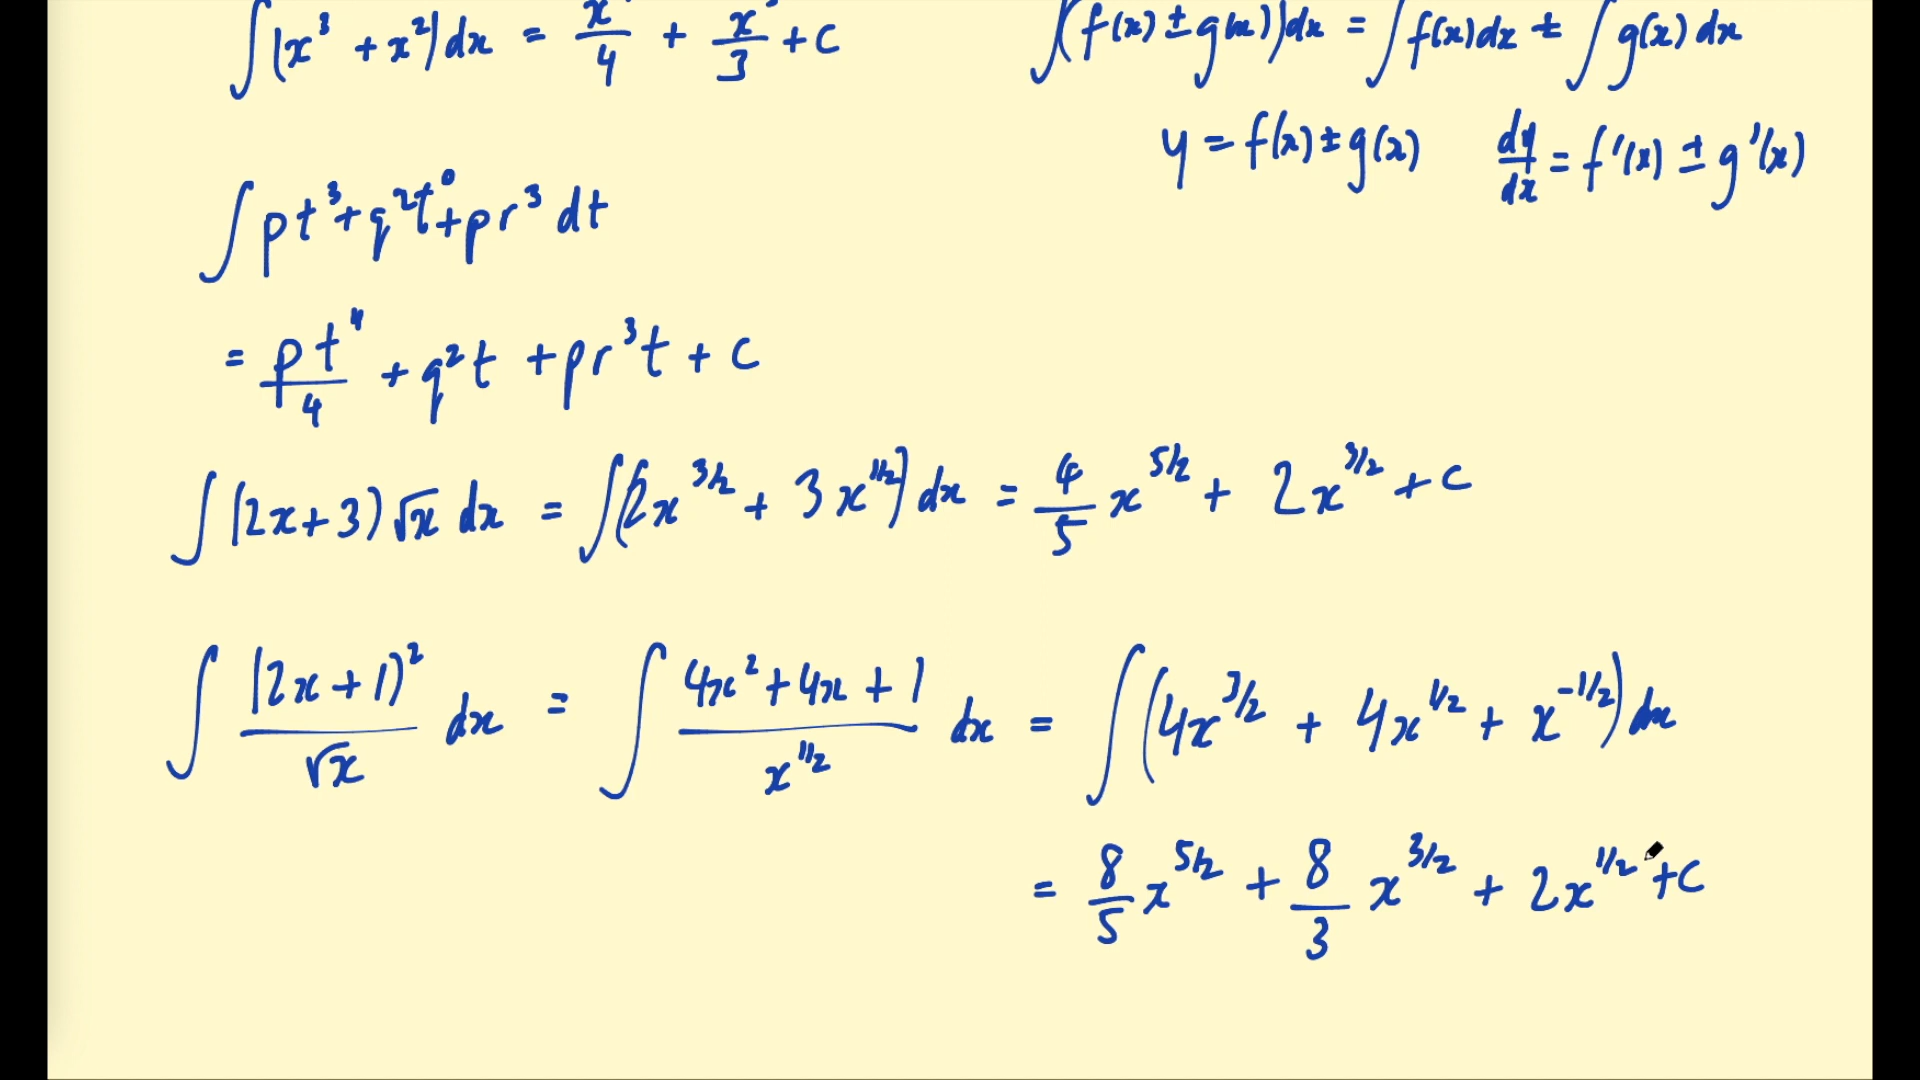 ∫(x³ + x²)dx = x/4 + x/3 + c
∫(f(x) ± g(x))dx = ∫f(x)dx ± ∫g(x)dx
y = f(x) ± g(x) dy/dx = f'(x) ± g'(x)
∫pt³ + q²t⁰ + pr³ dt
= pt⁴/4 + q²t + pr³t + c
∫(2x+3)√x dx = ∫(2x^(3/2) + 3x^(1/2))dx = 4/5 x^(5/2) + 2x^(3/2) + c
∫(2x+1)²/√x dx = ∫(4x²+4x+1)/x^(1/2) dx = ∫(4x^(3/2) + 4x^(1/2) + x^(-1/2))dx
= 8/5 x^(5/2) + 8/3 x^(3/2) + 2x^(1/2) + c